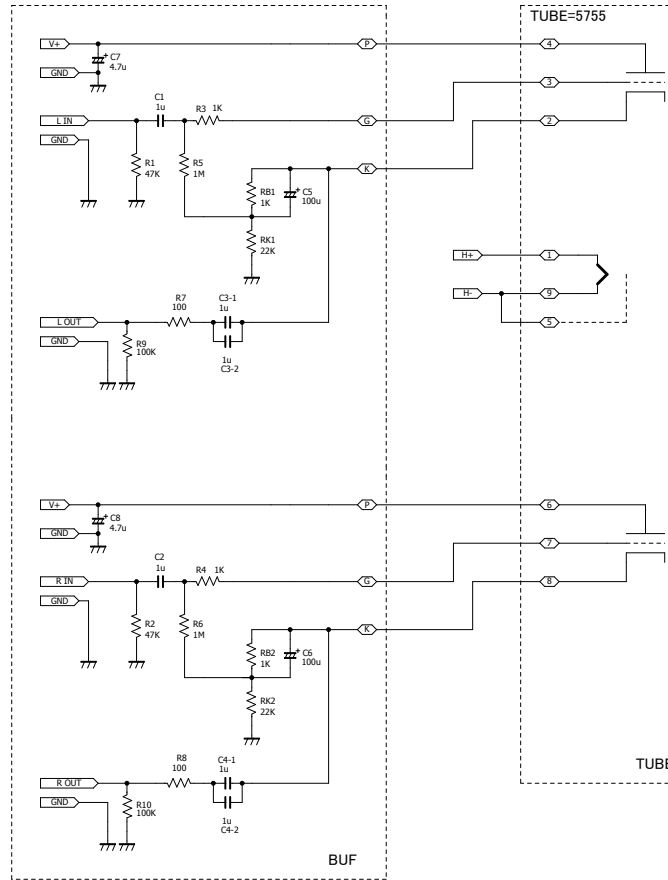 TUBE=5755
V+
P
4
C7
4.7u
GND
3
C1
1u
R3 1K
L IN
G
2
GND
R1
47K
R5
1M
K
RB1
1K
C5
100u
RK1
22K
H+
1
H-
9
5
R7
100
C3-1
1u
L OUT
GND
R9
100K
1u
C3-2
V+
P
6
C8
4.7u
GND
7
C2
1u
R4 1K
R IN
G
8
GND
R2
47K
R6
1M
K
RB2
1K
C6
100u
RK2
22K
R8
100
C4-1
1u
R OUT
GND
R10
100K
1u
C4-2
TUBE
BUF